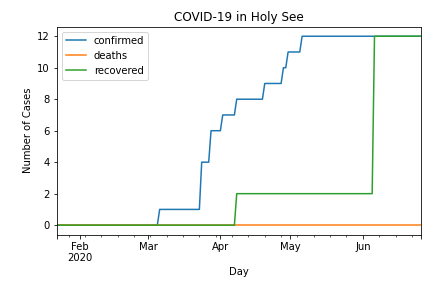 COVID-19 in Holy See
confirmed
deaths
recovered
Number of Cases
12
10
8
6
4
2
0
Feb
2020
Mar
Apr
May
Jun
Day